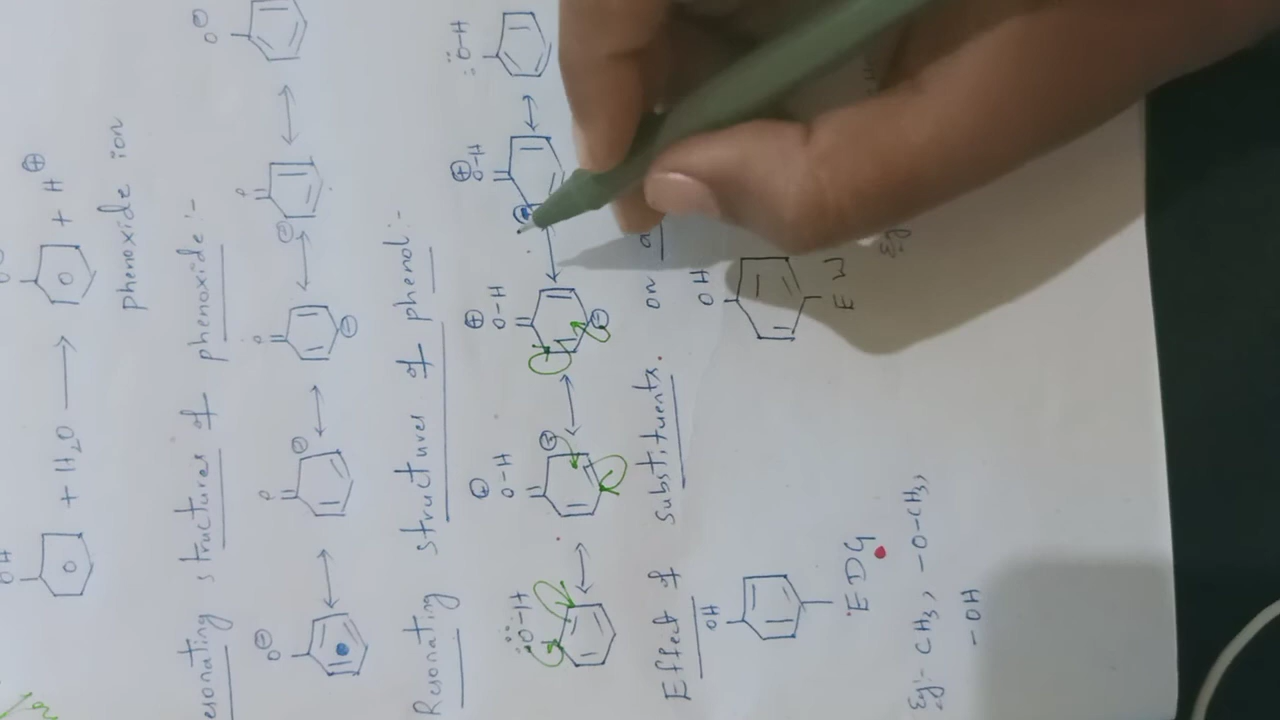 OH + H2O ⟶ O⊖ + H⊕
phenoxide ion
structures of phenoxide:-
O⊖ ⟷ O ⊖ ⟷ O ⊖ ⟷ O ⊖ ⟷ O⊖
Resonating structures of phenol:-
:Ö-H ⟷ O-H ⊖ ⟷ ⊕ O-H ⊖ ⟷ ⊕ O-H ⟷ :Ö-H
Effect of substituents. on
OH OH
EDG EW
Eg:- CH3, -O-CH3, Eg:
-OH